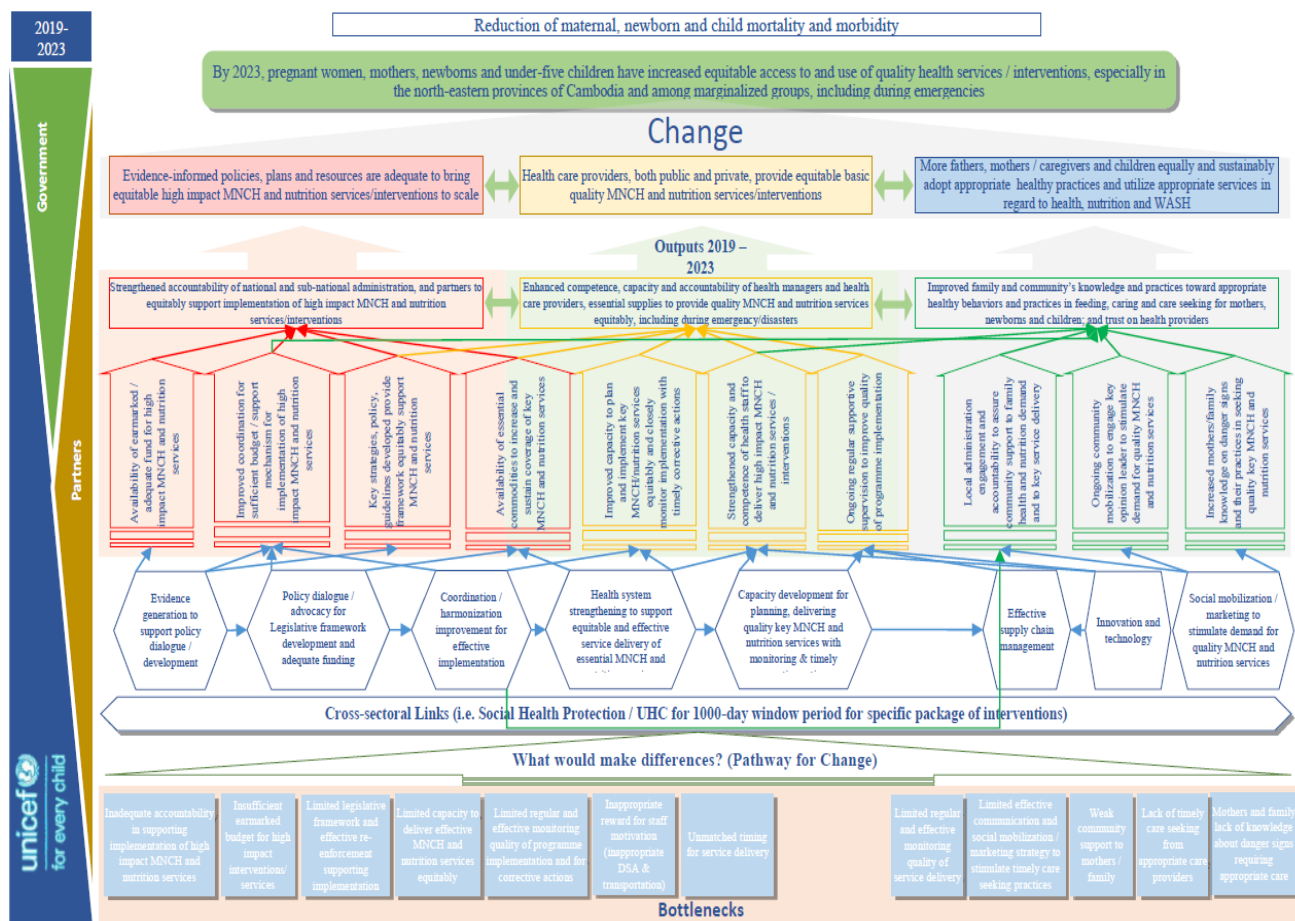 2019-
2023
Reduction of maternal, newborn and child mortality and morbidity
By 2023, pregnant women, mothers, newborns and under-five children have increased equitable access to and use of quality health services / interventions, especially in
the north-eastern provinces of Cambodia and among marginalized groups, including during emergencies
Government
Partners
unicef
for every child
Change
Evidence-informed policies, plans and resources are adequate to bring
equitable high impact MNCH and nutrition services/interventions to scale
Health care providers, both public and private, provide equitable basic
quality MNCH and nutrition services/interventions
More fathers, mothers / caregivers and children equally and sustainably
adopt appropriate healthy practices and utilize appropriate services in
regard to health, nutrition and WASH
Outputs 2019 –
2023
Strengthened accountability of national and sub-national administration, and partners to
equitably support implementation of high impact MNCH and nutrition
services/interventions
Enhanced competence, capacity and accountability of health managers and health
care providers, essential supplies to provide quality MNCH and nutrition services
equitably, including during emergency/disasters
Improved family and community's knowledge and practices toward appropriate
healthy behaviors and practices in feeding, caring and care seeking for mothers,
newborns and children; and trust on health providers
Availability of earmarked /
adequate fund for high
impact MNCH and nutrition
services
Improved coordination for
sufficient budget / support
mechanism for
implementation of high
impact MNCH and nutrition
services
Key strategies, policy,
guidelines developed provide
framework equitably support
MNCH and nutrition
services
Availability of essential
commodities to increase and
sustain coverage of key
MNCH and nutrition services
Improved capacity to plan
and implement key
MNCH/nutrition services
equitably and closely
monitor implementation with
timely corrective actions
Strengthened capacity and
competence of health staff to
deliver high impact MNCH
and nutrition services /
interventions
Ongoing regular supportive
supervision to improve quality
of programme implementation
Local administration
engagement and
accountability to assure
community support to family
health and nutrition demand
and to key service delivery
Ongoing community
mobilization to engage key
opinion leader to stimulate
demand for quality MNCH
and nutrition services
Increased mothers/family
knowledge on danger signs
and their practices in seeking
quality key MNCH and
nutrition services
Evidence
generation to
support policy
dialogue /
development
Policy dialogue /
advocacy for
Legislative framework
development and
adequate funding
Coordination /
harmonization
improvement for
effective
implementation
Health system
strengthening to support
equitable and effective
service delivery of
essential MNCH and
Capacity development for
planning, delivering
quality key MNCH and
nutrition services with
monitoring & timely
Effective
supply chain
management
Innovation and
technology
Social mobilization /
marketing to
stimulate demand for
quality MNCH and
nutrition services
Cross-sectoral Links (i.e. Social Health Protection / UHC for 1000-day window period for specific package of interventions)
What would make differences? (Pathway for Change)
Inadequate accountability
in supporting
implementation of high
impact MNCH and
nutrition services
Insufficient
earmarked
budget for high
impact
interventions/
services
Limited legislative
framework and
effective re-
enforcement
supporting
implementation
Limited capacity to
deliver effective
MNCH and
nutrition services
equitably
Limited regular and
effective monitoring
quality of programme
implementation and for
corrective actions
Inappropriate
reward for staff
motivation
(inappropriate
DSA &
transportation)
Unmatched timing
for service delivery
Limited regular
and effective
monitoring
quality of
service delivery
Limited effective
communication and
social mobilization /
marketing strategy to
stimulate timely care
seeking practices
Weak
community
support to
mothers /
family
Lack of timely
care seeking
from
appropriate care
providers
Mothers and family
lack of knowledge
about danger signs
requiring
appropriate care
Bottlenecks